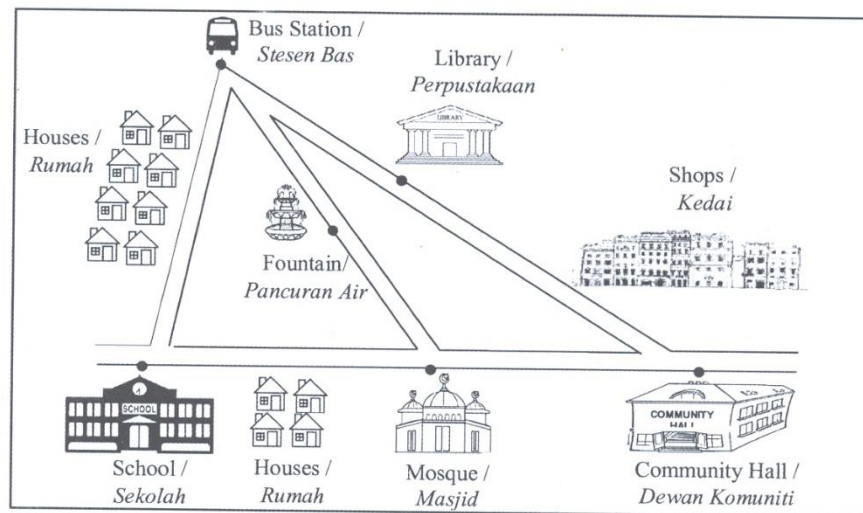 Bus Station /
Stesen Bas
Library /
Perpustakaan
LIBRARY
Houses /
Rumah
Shops /
Kedai
Fountain/
Pancuran Air
SCHOOL
COMMUNITY
HALL
School /
Sekolah
Houses /
Rumah
Mosque /
Masjid
Community Hall /
Dewan Komuniti